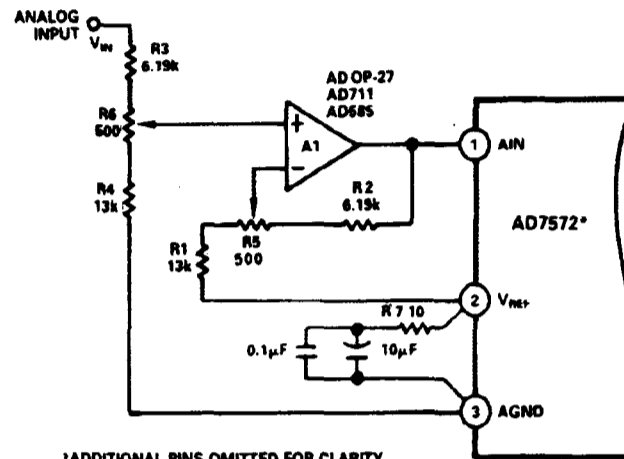 ANALOG
INPUT
VIN
R3
6.19k
R6
500
R4
13k
AD OP-27
AD711
AD685
+
A1
−
R2
6.19k
R5
500
R1
13k
1
AIN
AD7572*
2
VREF
R7 10
0.1µF
10µF
3
AGND
*ADDITIONAL PINS OMITTED FOR CLARITY